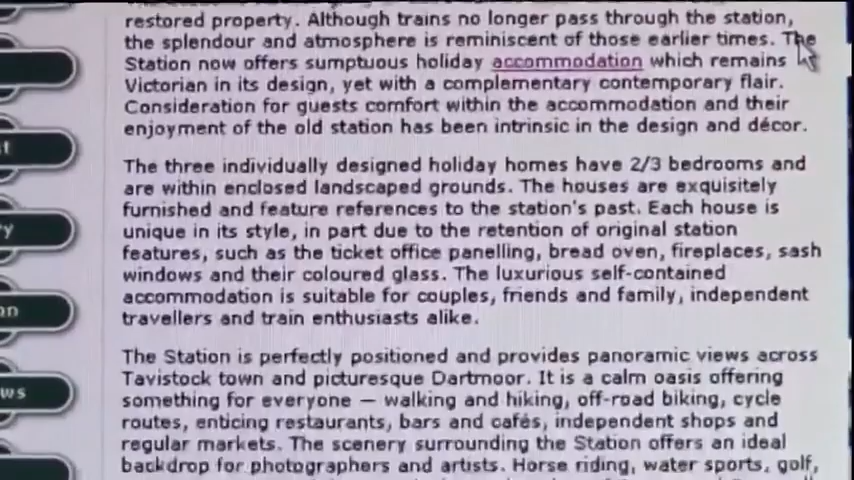 restored property. Although trains no longer pass through the station,
the splendour and atmosphere is reminiscent of those earlier times. The
Station now offers sumptuous holiday accommodation which remains
Victorian in its design, yet with a complementary contemporary flair.
Consideration for guests comfort within the accommodation and their
enjoyment of the old station has been intrinsic in the design and décor.
The three individually designed holiday homes have 2/3 bedrooms and
are within enclosed landscaped grounds. The houses are exquisitely
furnished and feature references to the station's past. Each house is
unique in its style, in part due to the retention of original station
features, such as the ticket office panelling, bread oven, fireplaces, sash
windows and their coloured glass. The luxurious self-contained
accommodation is suitable for couples, friends and family, independent
travellers and train enthusiasts alike.
The Station is perfectly positioned and provides panoramic views across
Tavistock town and picturesque Dartmoor. It is a calm oasis offering
something for everyone — walking and hiking, off-road biking, cycle
routes, enticing restaurants, bars and cafés, independent shops and
regular markets. The scenery surrounding the Station offers an ideal
backdrop for photographers and artists. Horse riding, water sports, golf,